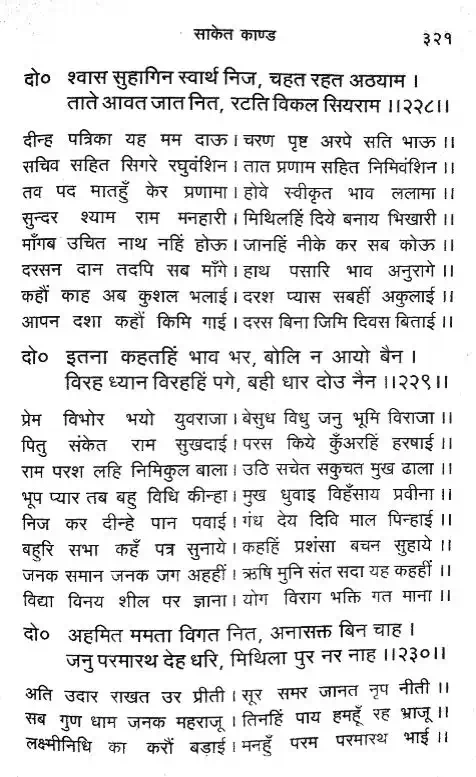 साकेत काण्ड ३२१
दो० श्वास सुहागिन स्वार्थ निज, चहत रहत अठयाम ।
ताते आवत जात नित, रटति विकल सियराम ।।२२८।।
दीन्ह पत्रिका यह मम दाऊ । चरण पृष्ट अरपे सति भाऊ ।।
सचिव सहित सिगरे रघुवंशिन । तात प्रणाम सहित निमिवंशिन ।।
तव पद मातहुँ केर प्रणामा । होवे स्वीकृत भाव ललामा ।।
सुन्दर श्याम राम मनहारी । मिथिलहिं दिये बनाय भिखारी ।।
माँगब उचित नाथ नहिं होऊ । जानहिं नीके कर सब कोऊ ।।
दरसन दान तदपि सब माँगे । हाथ पसारि भाव अनुरागे ।।
कहौं काह अब कुशल भलाई । दरश प्यास सबहीं अकुलाई ।।
आपन दशा कहौं किमि गाई । दरस बिना जिमि दिवस बिताई ।।
दो० इतना कहतहिं भाव भर, बोलि न आयो बैन ।
विरह ध्यान विरहहिं पगे, बही धार दोउ नैन ।।२२९।।
प्रेम विभोर भयो युवराजा । बेसुध विधु जनु भूमि विराजा ।।
पितु संकेत राम सुखदाई । परस किये कुँअरहिं हरषाई ।।
राम परश लहि निमिकुल बाला । उठि सचेत सकुचत मुख ढाला ।।
भूप प्यार तब बहु विधि कीन्हा । मुख धुवाइ विहँसाय प्रवीना ।।
निज कर दीन्हे पान पवाई । गंध देय दिवि माल पिन्हाई ।।
बहुरि सभा कहँ पत्र सुनाये । कहहिं प्रशंसा बचन सुहाये ।।
जनक समान जनक जग अहहीं । ऋषि मुनि संत सदा यह कहहीं ।।
विद्या विनय शील पर ज्ञाना । योग विराग भक्ति गत माना ।।
दो० अहमित ममता विगत नित, अनासक्त बिन चाह ।
जनु परमारथ देह धरि, मिथिला पुर नर नाह ।।२३०।।
अति उदार राखत उर प्रीती । सूर समर जानत नृप नीती ।।
सब गुण धाम जनक महराजू । तिनहिं पाय हमहूँ रह भ्राजू ।।
लक्ष्मीनिधि का करौं बड़ाई । मनहुँ परम परमारथ भाई ।।